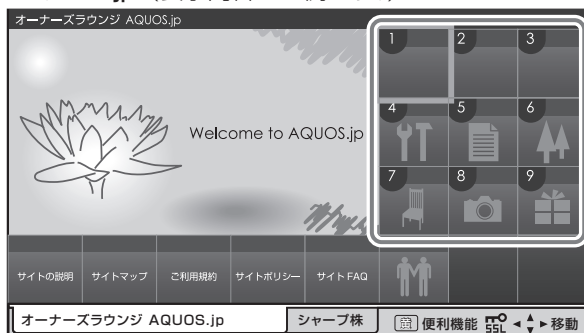 オーナーズラウンジ AQUOS.jp
1 2 3
4 5 6
Welcome to AQUOS.jp
7 8 9
サイトの説明 サイトマップ ご利用規約 サイトポリシー サイトFAQ
オーナーズラウンジ AQUOS.jp シャープ株 便利機能 SSL 移動